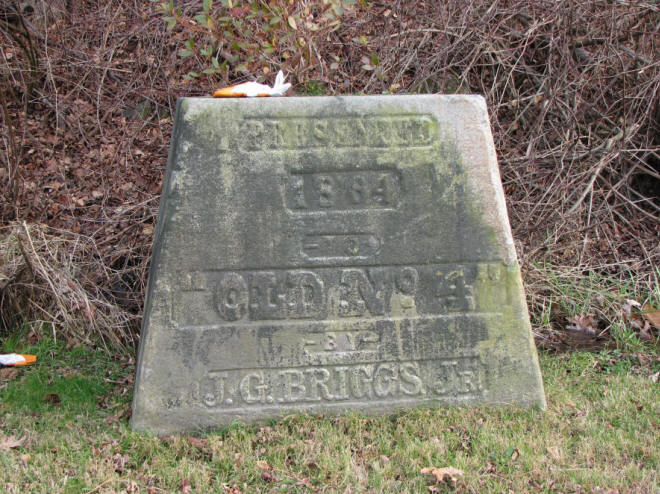 PRESENTED
1884
-TO-
"OLD No 4"
-BY-
J.G. BRIGGS, JR.